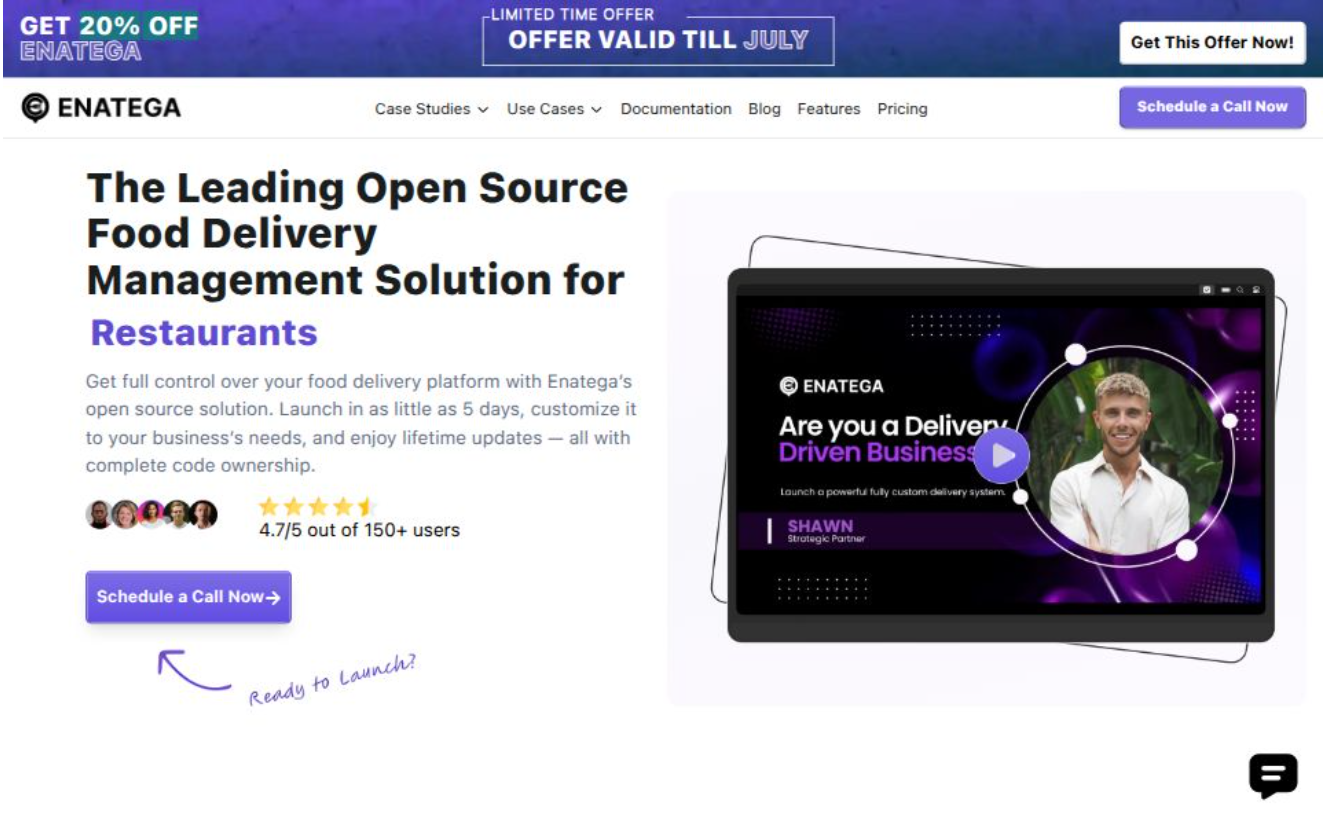 GET 20% OFF
ENATEGA
LIMITED TIME OFFER
OFFER VALID TILL JULY
Get This Offer Now!
ENATEGA
Case Studies
Use Cases
Documentation
Blog
Features
Pricing
Schedule a Call Now
The Leading Open Source
Food Delivery
Management Solution for
Restaurants
Get full control over your food delivery platform with Enatega's
open source solution. Launch in as little as 5 days, customize it
to your business's needs, and enjoy lifetime updates — all with
complete code ownership.
4.7/5 out of 150+ users
Schedule a Call Now→
Ready to Launch?
ENATEGA
Are you a Delivery
Driven Business
Launch a powerful fully custom delivery system.
SHAWN
Strategic Partner